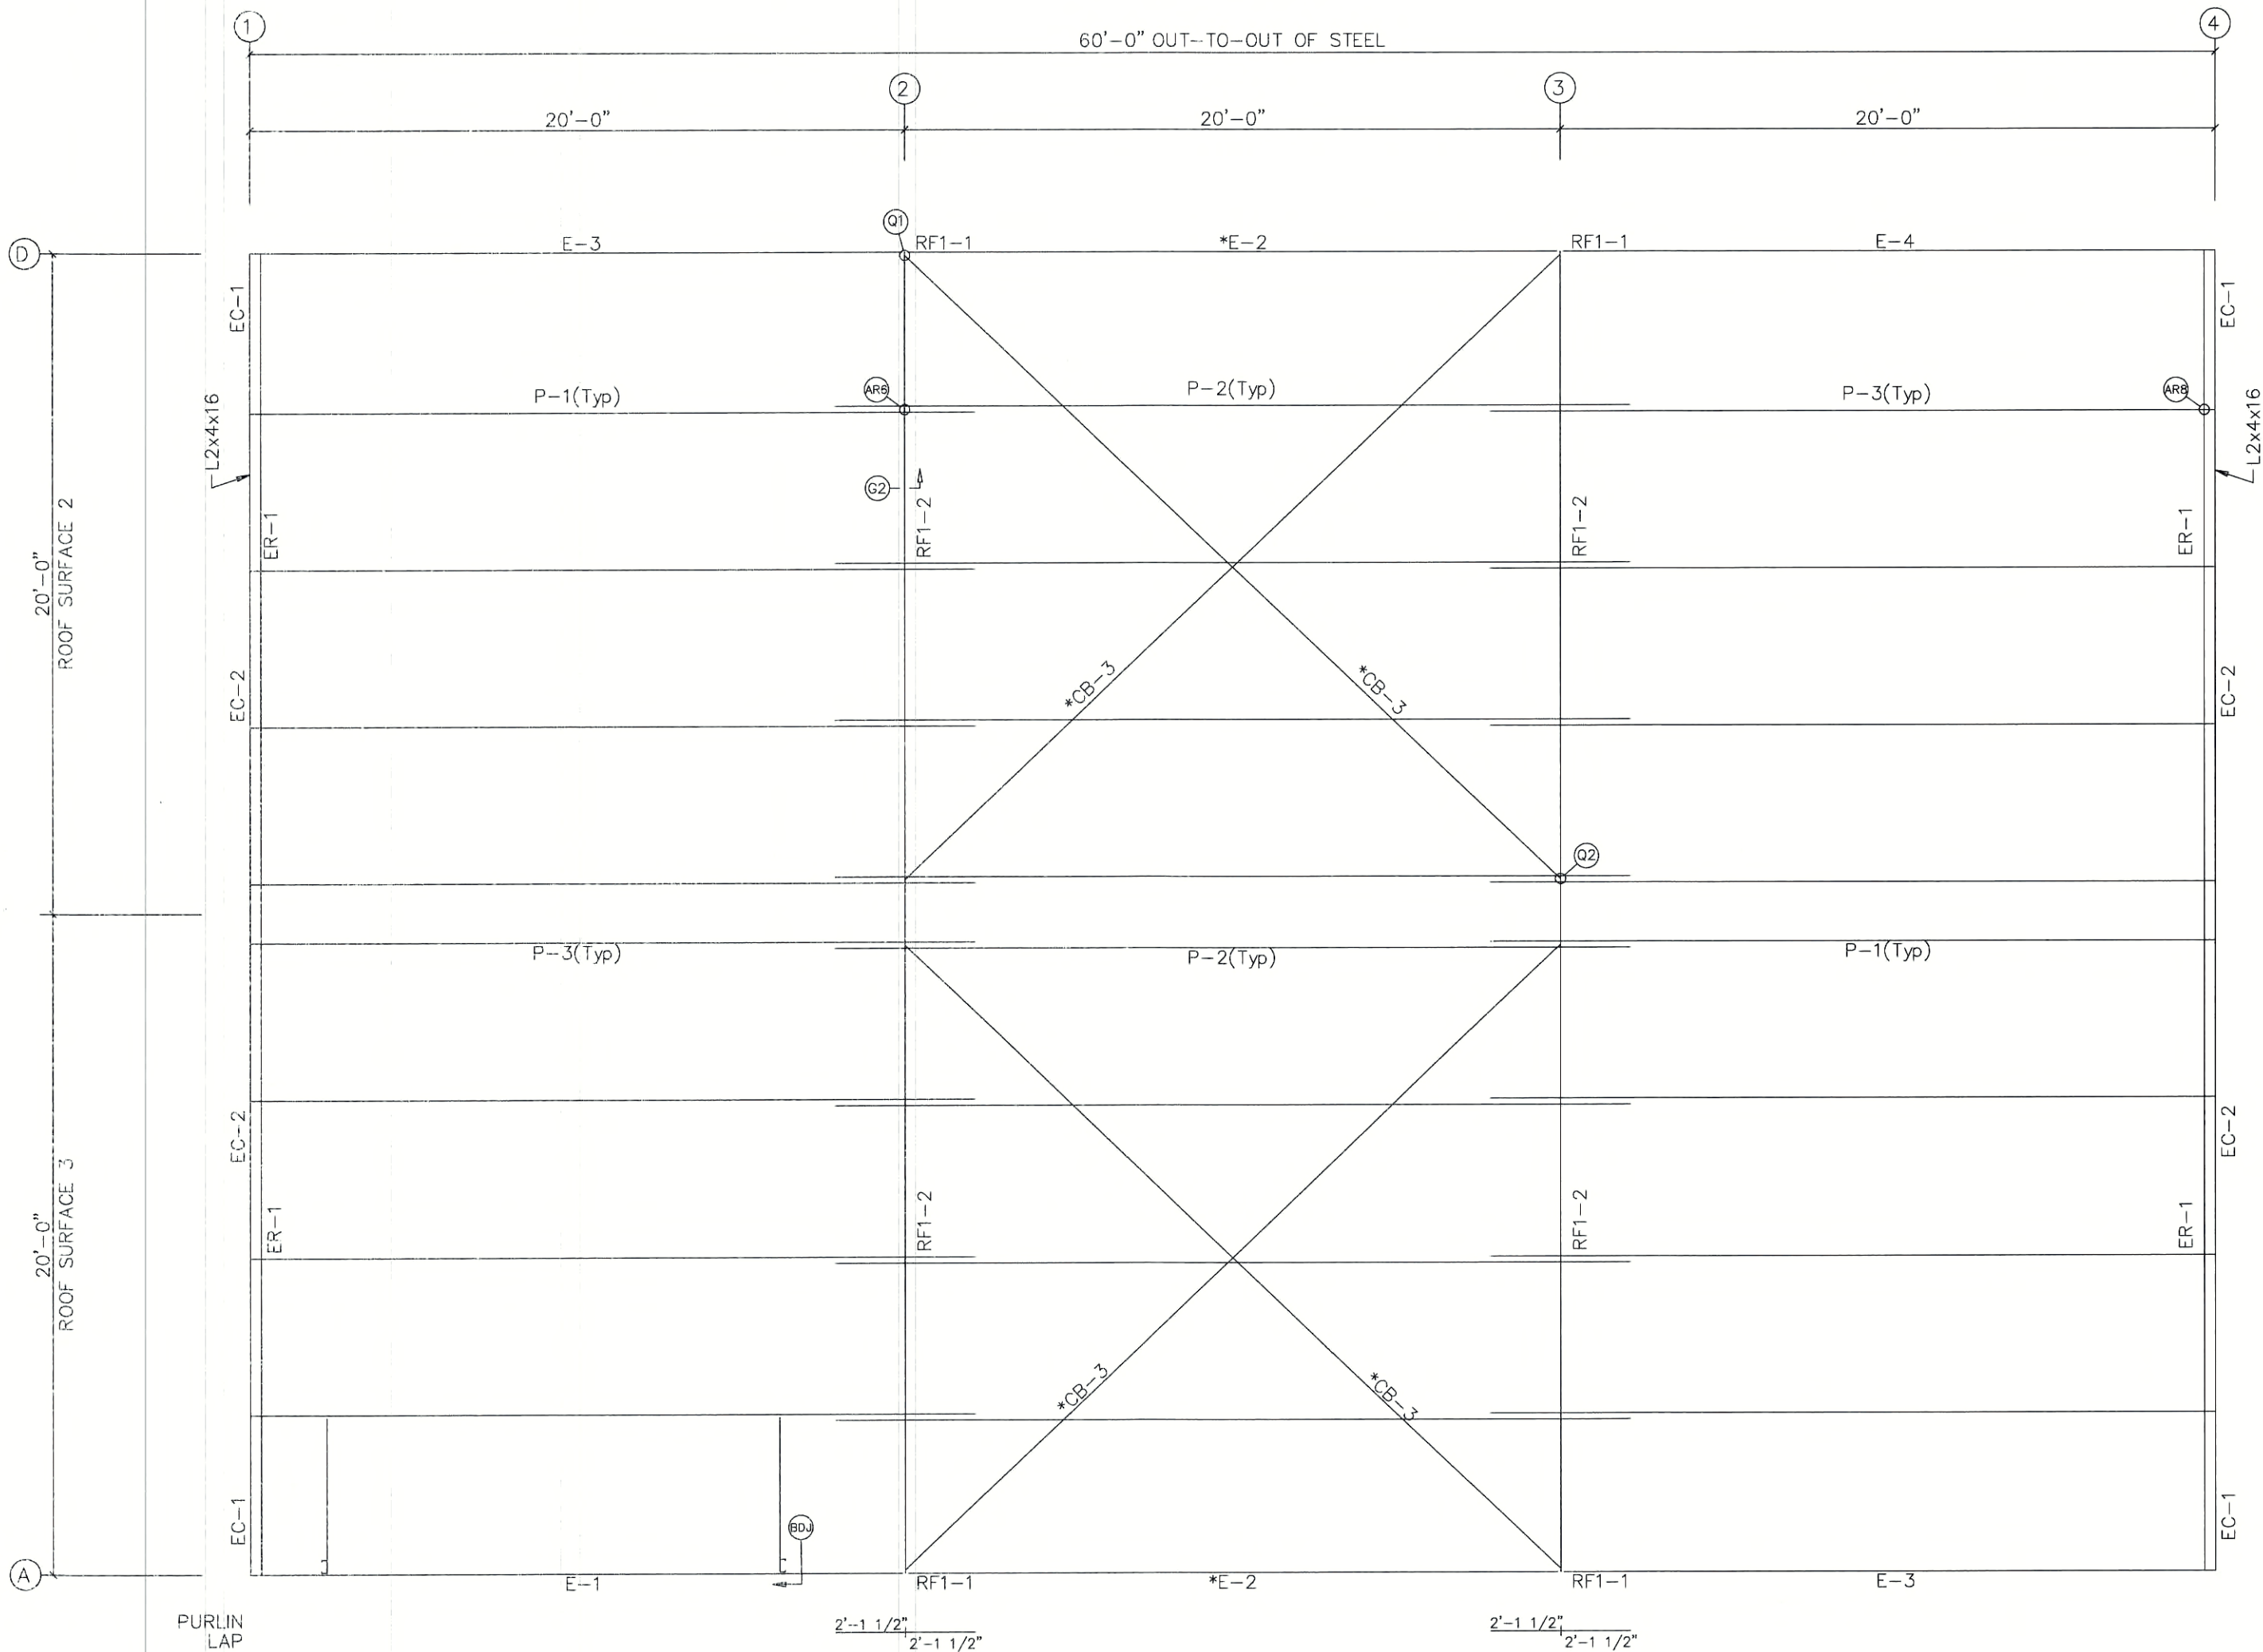 1
4
60'-0" OUT-TO-OUT OF STEEL
2
3
20'-0"
20'-0"
20'-0"
Q1
D
E-3
RF1-1
*E-2
RF1-1
E-4
EC-1
EC-1
P-1(Typ)
AR6
P-2(Typ)
P-3(Typ)
AR8
L2x4x16
L2x4x16
G2
ER-1
RF1-2
RF1-2
ER-1
20'-0"
ROOF SURFACE 2
EC-2
*CB-3
*CB-3
EC-2
Q2
P-3(Typ)
P-2(Typ)
P-1(Typ)
EC-2
EC-2
20'-0"
ROOF SURFACE 3
ER-1
RF1-2
RF1-2
ER-1
*CB-3
*CB-3
EC-1
BDJ
EC-1
A
E-1
RF1-1
*E-2
RF1-1
E-3
PURLIN
LAP
2'-1 1/2"
2'-1 1/2"
2'-1 1/2"
2'-1 1/2"